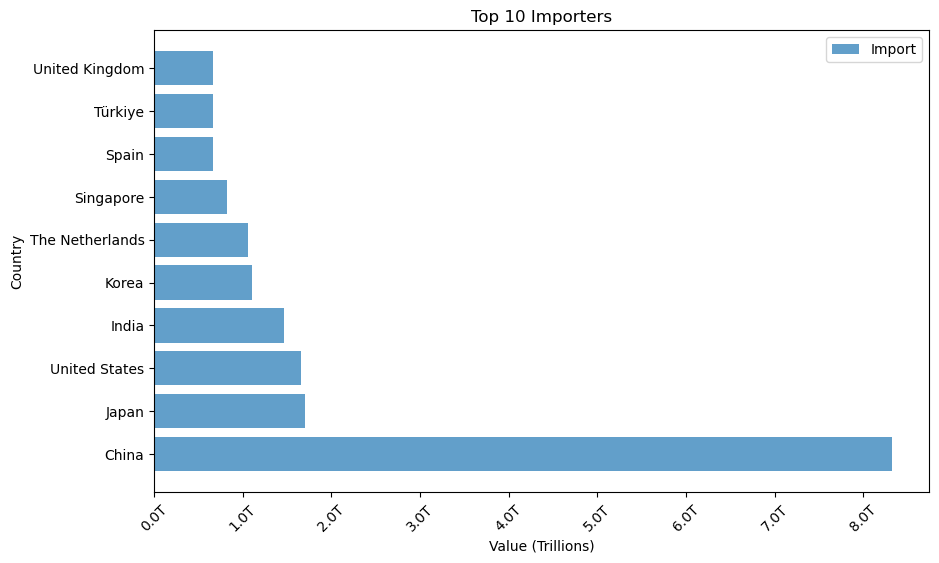 Top 10 Importers
Import
Country
United Kingdom
Türkiye
Spain
Singapore
The Netherlands
Korea
India
United States
Japan
China
0.0T
1.0T
2.0T
3.0T
4.0T
5.0T
6.0T
7.0T
8.0T
Value (Trillions)